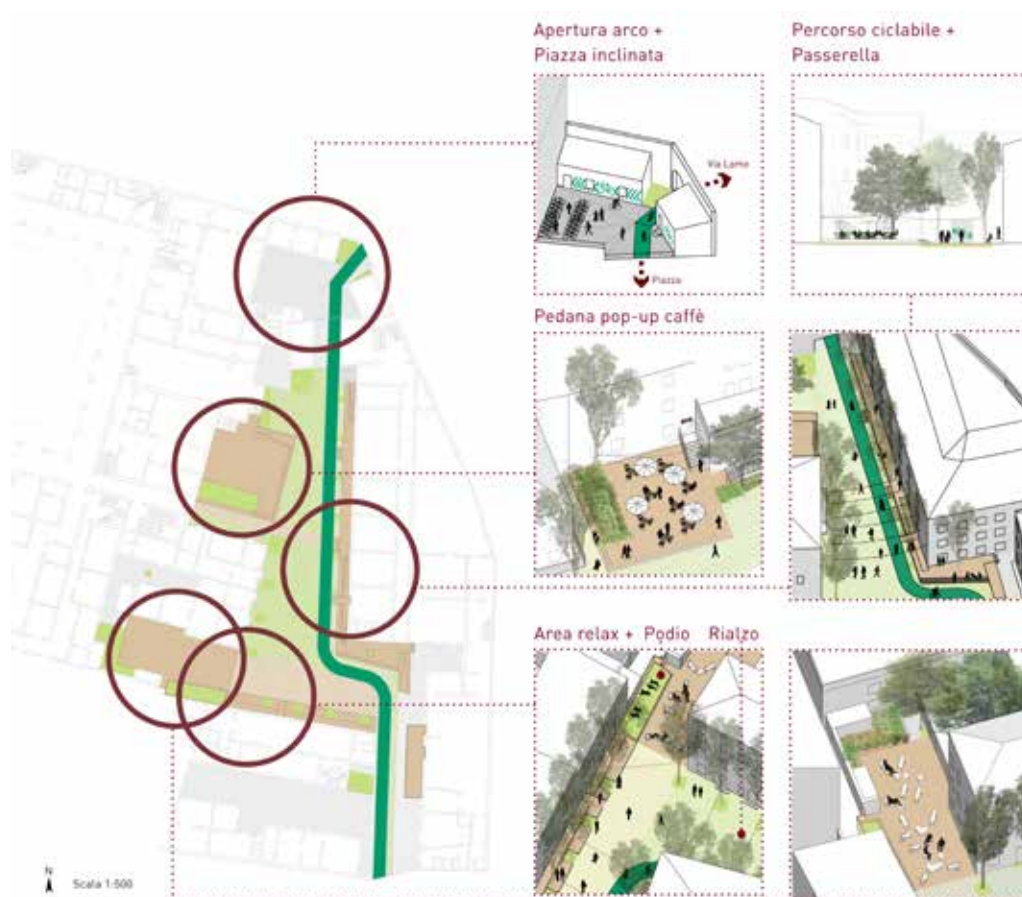 Apertura arco +
Piazza inclinata
Percorso ciclabile +
Passerella
Via Lame
Piazza
Pedana pop-up caffè
Area relax + Podio Rialzo
N
Scala 1:500